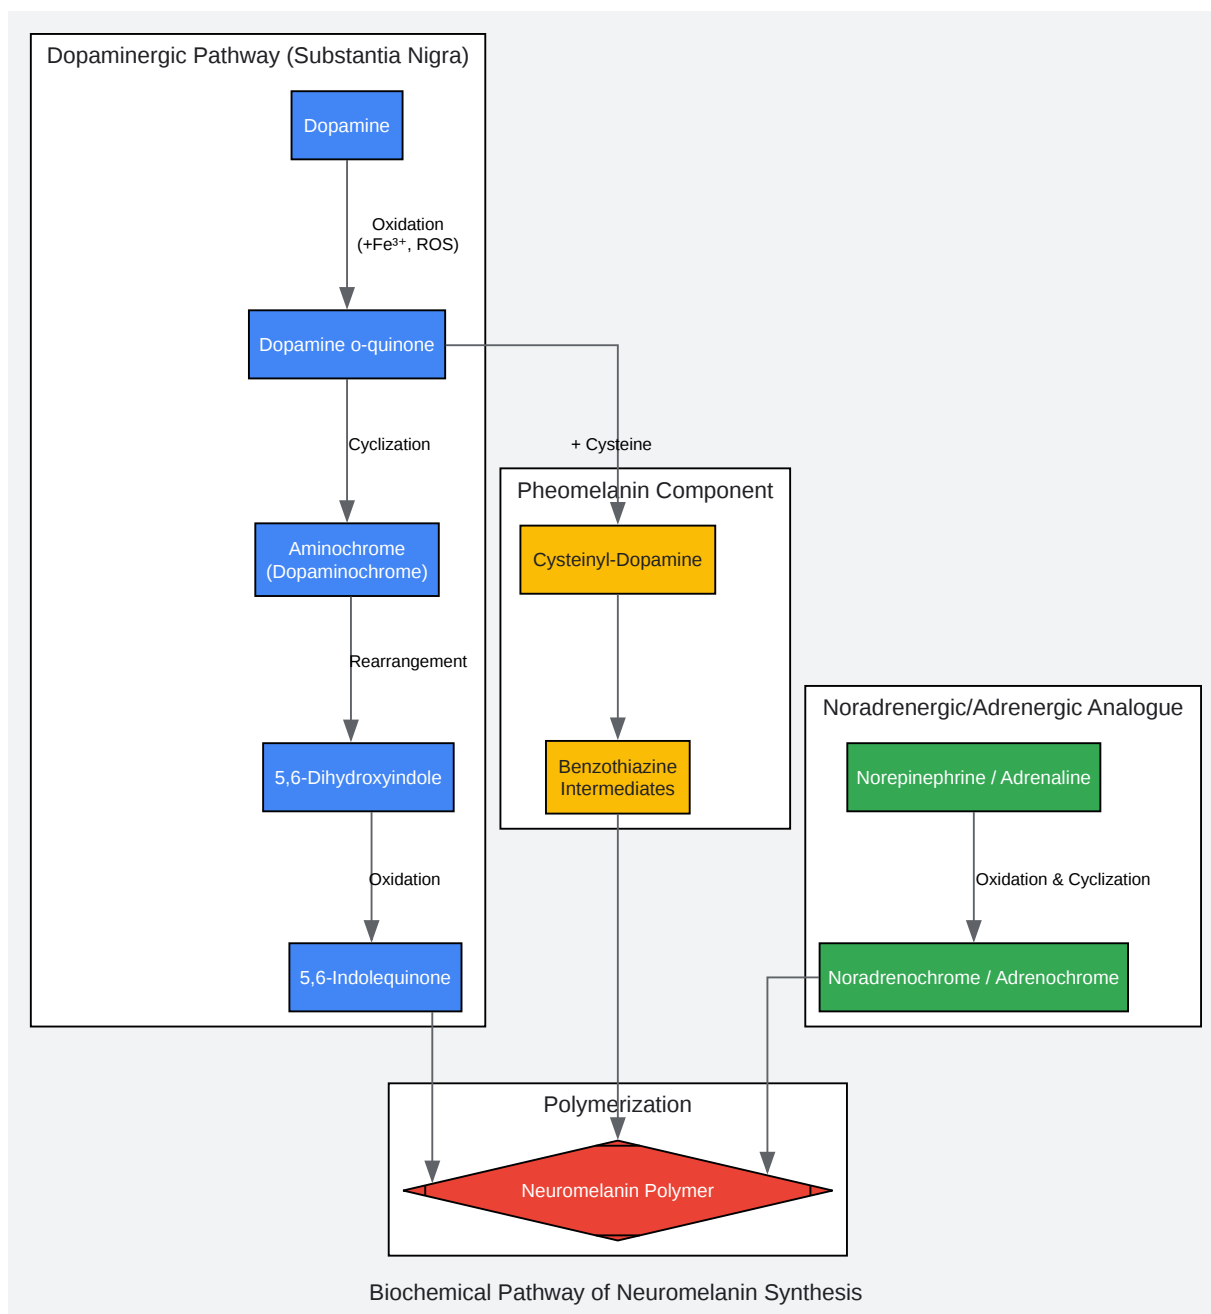 Dopaminergic Pathway (Substantia Nigra)
Dopamine
Oxidation
(+Fe³⁺, ROS)
Dopamine o-quinone
Cyclization
+ Cysteine
Pheomelanin Component
Aminochrome
(Dopaminochrome)
Cysteinyl-Dopamine
Rearrangement
Noradrenergic/Adrenergic Analogue
5,6-Dihydroxyindole
Benzothiazine
Intermediates
Norepinephrine / Adrenaline
Oxidation
Oxidation & Cyclization
5,6-Indolequinone
Noradrenochrome / Adrenochrome
Polymerization
Neuromelanin Polymer
Biochemical Pathway of Neuromelanin Synthesis